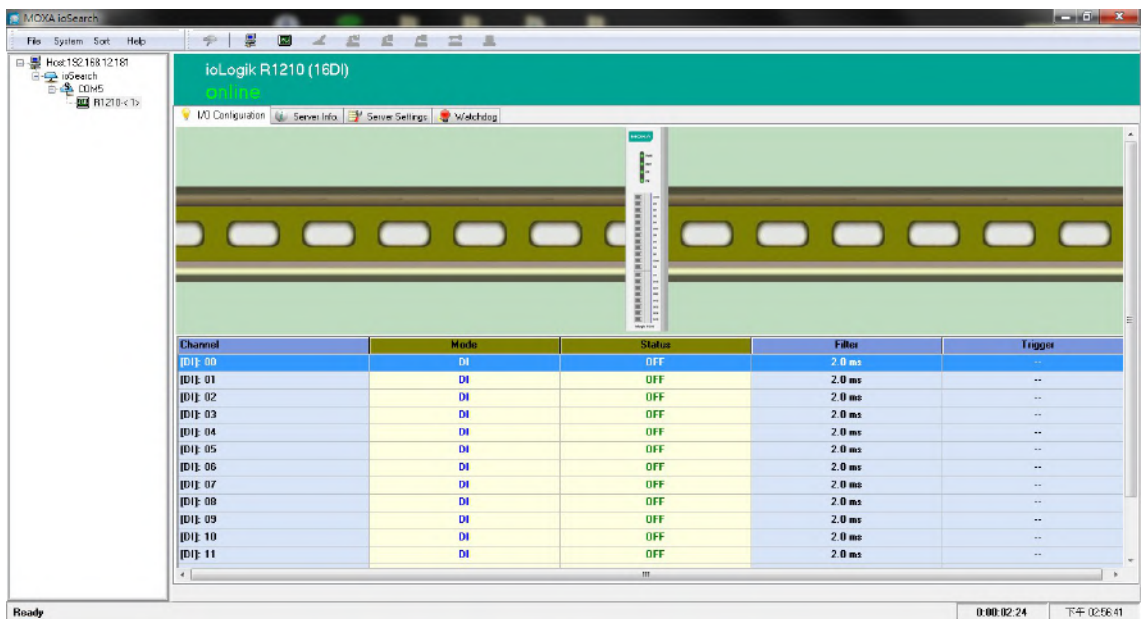 MOXA ioSearch
File System Sort Help
Host:192.168.12.181
ioSearch
COM5
R1210-< 1>
ioLogik R1210 (16DI)
online
I/O Configuration Server Info. Server Settings Watchdog
MOXA
Channel Mode Status Filter Trigger
[DI]: 00 DI OFF 2.0 ms --
[DI]: 01 DI OFF 2.0 ms --
[DI]: 02 DI OFF 2.0 ms --
[DI]: 03 DI OFF 2.0 ms --
[DI]: 04 DI OFF 2.0 ms --
[DI]: 05 DI OFF 2.0 ms --
[DI]: 06 DI OFF 2.0 ms --
[DI]: 07 DI OFF 2.0 ms --
[DI]: 08 DI OFF 2.0 ms --
[DI]: 09 DI OFF 2.0 ms --
[DI]: 10 DI OFF 2.0 ms --
[DI]: 11 DI OFF 2.0 ms --
Ready 0:00:02:24 下午 02:56:41